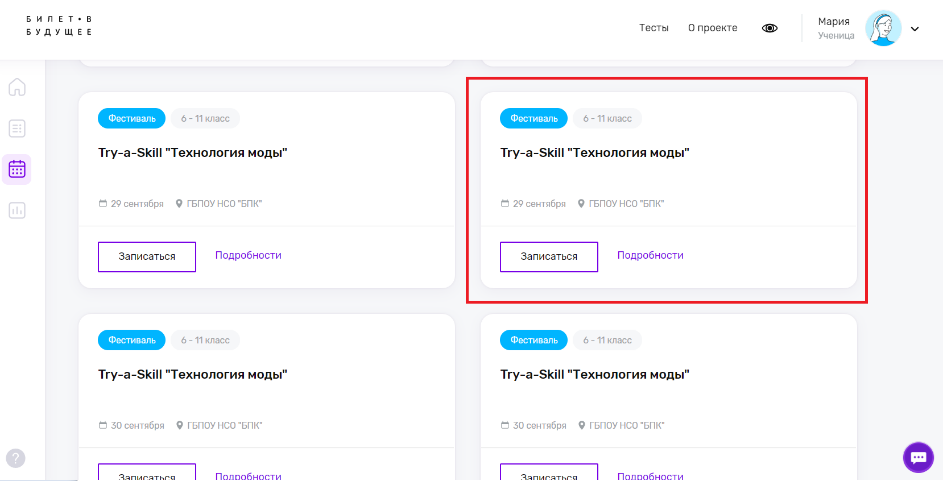 БИЛЕТ•В
БУДУЩЕЕ
Тесты
О проекте
Мария
Ученица
Фестиваль
6 - 11 класс
Try-a-Skill "Технология моды"
29 сентября
ГБПОУ НСО "БПК"
Записаться
Подробности
Фестиваль
6 - 11 класс
Try-a-Skill "Технология моды"
29 сентября
ГБПОУ НСО "БПК"
Записаться
Подробности
Фестиваль
6 - 11 класс
Try-a-Skill "Технология моды"
30 сентября
ГБПОУ НСО "БПК"
Записаться
Подробности
Фестиваль
6 - 11 класс
Try-a-Skill "Технология моды"
30 сентября
ГБПОУ НСО "БПК"
Записаться
Подробности
?